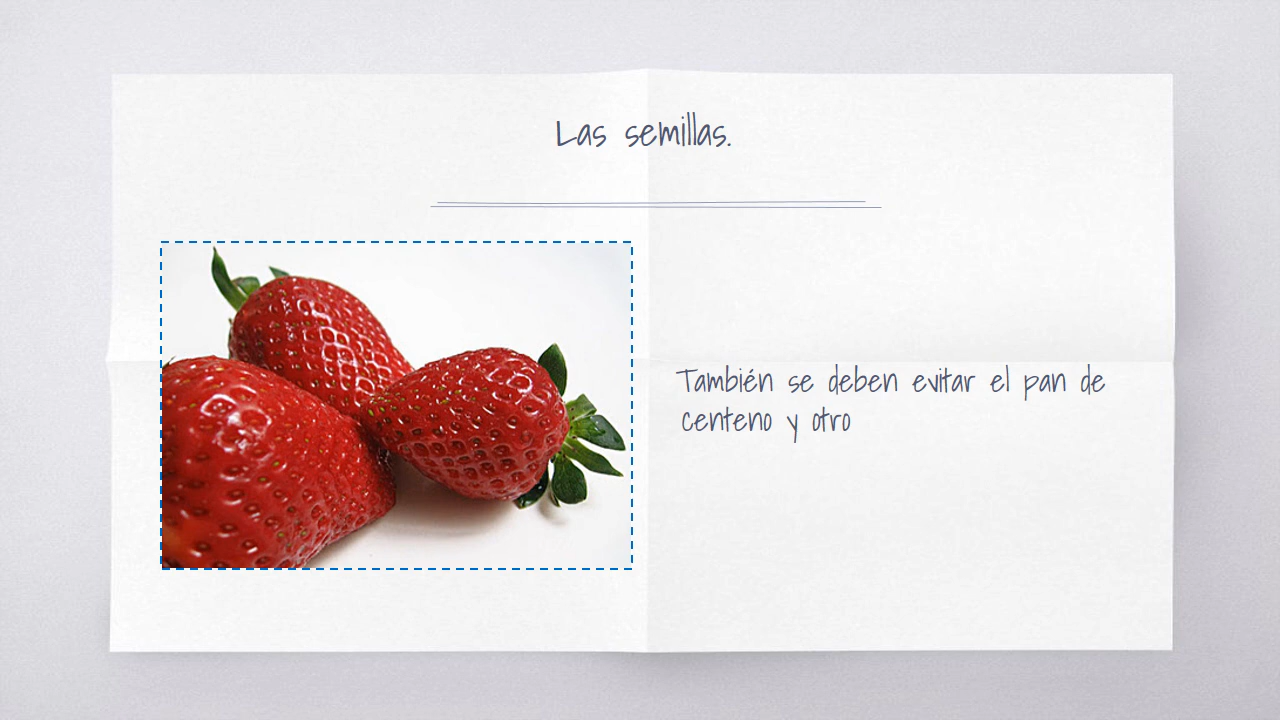 Las semillas.
También se deben evitar el pan de
centeno y otro